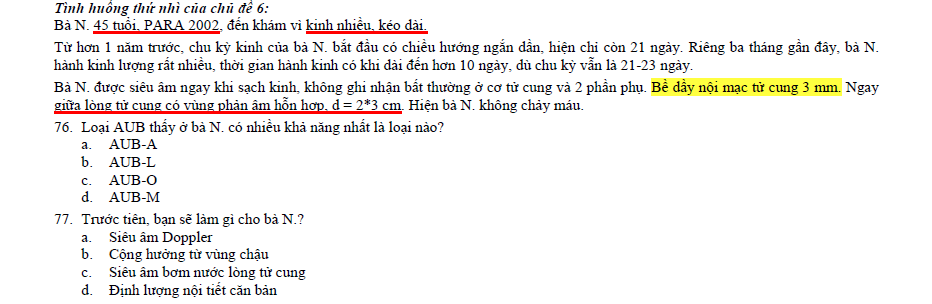 Tình huống thứ nhì của chủ đề 6:
Bà N. 45 tuổi, PARA 2002, đến khám vì kinh nhiều, kéo dài.
Từ hơn 1 năm trước, chu kỳ kinh của bà N. bắt đầu có chiều hướng ngắn dần, hiện chỉ còn 21 ngày. Riêng ba tháng gần đây, bà N.
hành kinh lượng rất nhiều, thời gian hành kinh có khi dài đến hơn 10 ngày, dù chu kỳ vẫn là 21-23 ngày.
Bà N. được siêu âm ngay khi sạch kinh, không ghi nhận bất thường ở cơ tử cung và 2 phần phụ. Bề dầy nội mạc tử cung 3 mm. Ngay
giữa lòng tử cung có vùng phản âm hỗn hợp, d = 2*3 cm. Hiện bà N. không chảy máu.
76. Loại AUB thấy ở bà N. có nhiều khả năng nhất là loại nào?
a. AUB-A
b. AUB-L
c. AUB-O
d. AUB-M
77. Trước tiên, bạn sẽ làm gì cho bà N.?
a. Siêu âm Doppler
b. Cộng hưởng từ vùng chậu
c. Siêu âm bơm nước lòng tử cung
d. Định lượng nội tiết căn bản